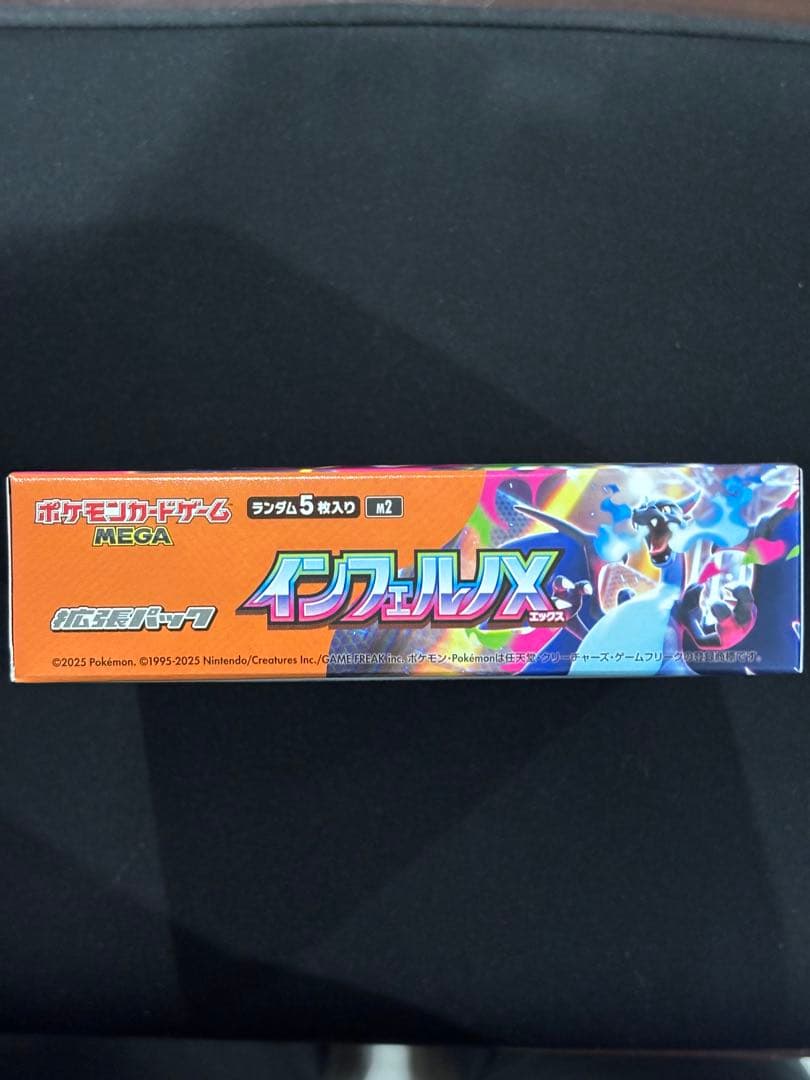 ポケモンカードゲーム
MEGA
ランダム5枚入り M2
拡張パック
インフェルノX
エックス
©2025 Pokémon. ©1995-2025 Nintendo/Creatures Inc./GAME FREAK inc. ポケモン・Pokémonは任天堂・クリーチャーズ・ゲームフリークの登録商標です。